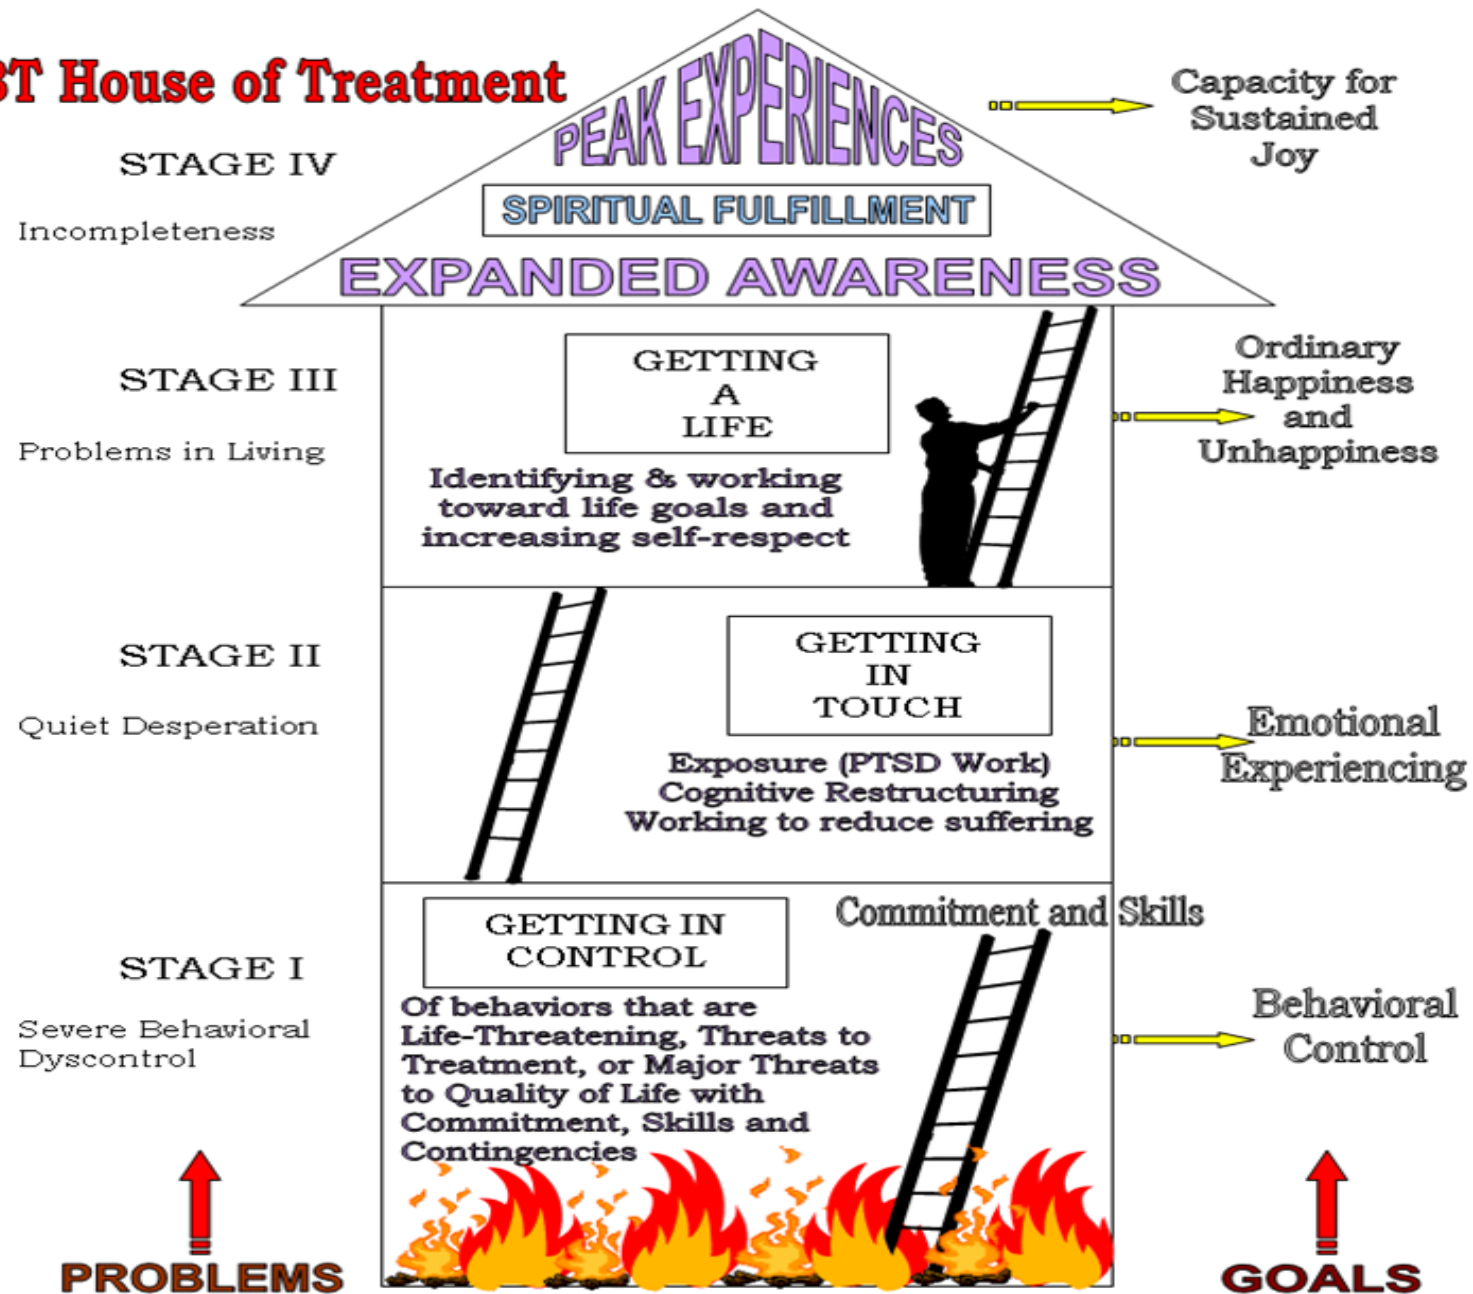 BT House of Treatment
PEAK EXPERIENCES
SPIRITUAL FULFILLMENT
EXPANDED AWARENESS
STAGE IV
Incompleteness
Capacity for
Sustained
Joy
STAGE III
Problems in Living
GETTING
A
LIFE
Identifying & working
toward life goals and
increasing self-respect
Ordinary
Happiness
and
Unhappiness
STAGE II
Quiet Desperation
GETTING
IN
TOUCH
Exposure (PTSD Work)
Cognitive Restructuring
Working to reduce suffering
Emotional
Experiencing
STAGE I
Severe Behavioral
Dyscontrol
GETTING IN
CONTROL
Commitment and Skills
Of behaviors that are
Life-Threatening, Threats to
Treatment, or Major Threats
to Quality of Life with
Commitment, Skills and
Contingencies
Behavioral
Control
PROBLEMS
GOALS